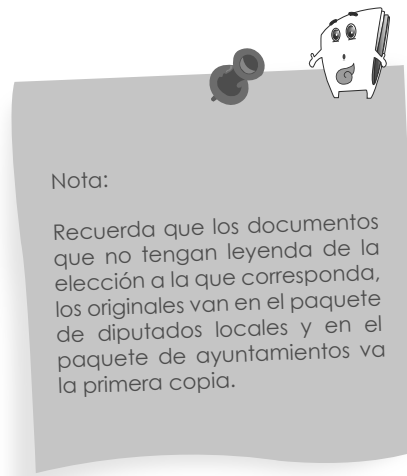 Nota:
Recuerda que los documentos
que no tengan leyenda de la
elección a la que corresponda,
los originales van en el paquete
de diputados locales y en el
paquete de ayuntamientos va
la primera copia.